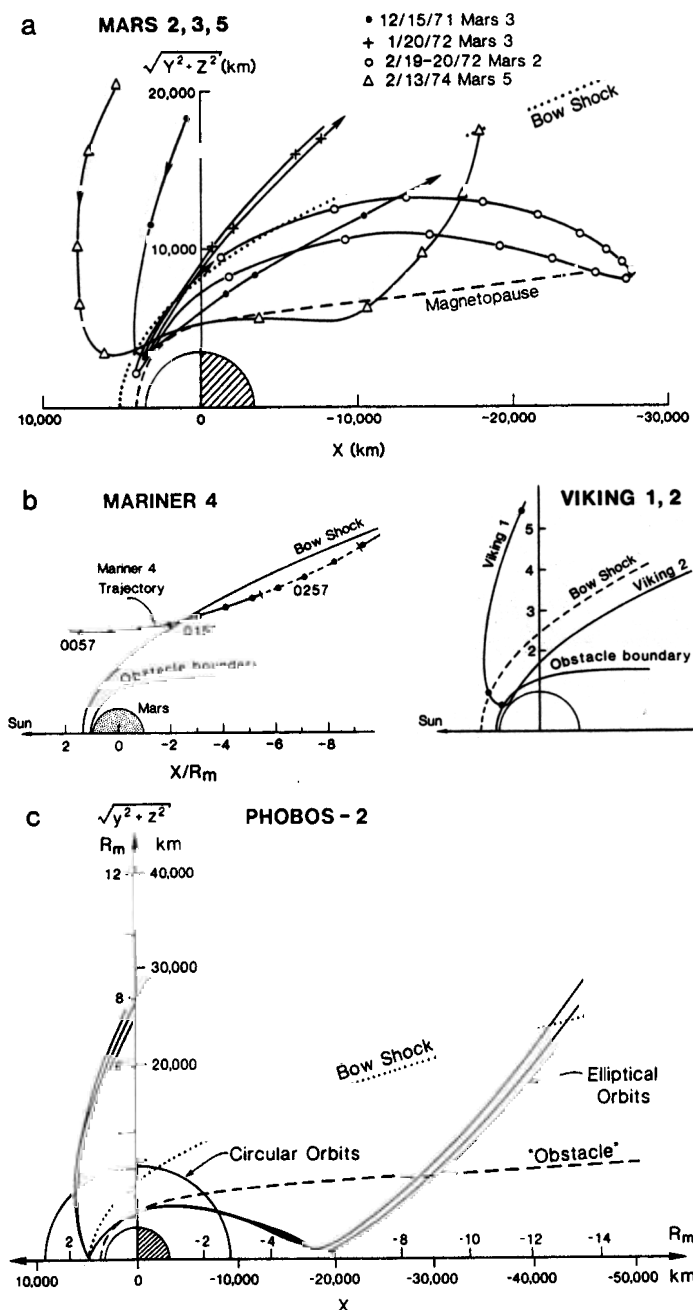 a MARS 2, 3, 5
• 12/15/71 Mars 3
+ 1/20/72 Mars 3
○ 2/19-20/72 Mars 2
△ 2/13/74 Mars 5
√Y²+Z² (km)
20,000
Bow Shock
10,000
Magnetopause
10,000 0 -10,000 -20,000 -30,000
X (km)
b MARINER 4
Bow Shock
Mariner 4
Trajectory
0257
0057
Obstacle boundary
Mars
Sun
2 0 -2 -4 -6 -8
X/Rm
VIKING 1, 2
Viking 1
5
4
Bow Shock
3
Viking 2
2
Obstacle boundary
Sun
c PHOBOS-2
√y²+z²
Rm km
12 40,000
30,000
8
20,000
Bow Shock
Elliptical
Orbits
Circular Orbits
"Obstacle"
2 -2 -4 -8 -12 -14 Rm
10,000 0 -20,000 -30,000 -40,000 -50,000 km
X